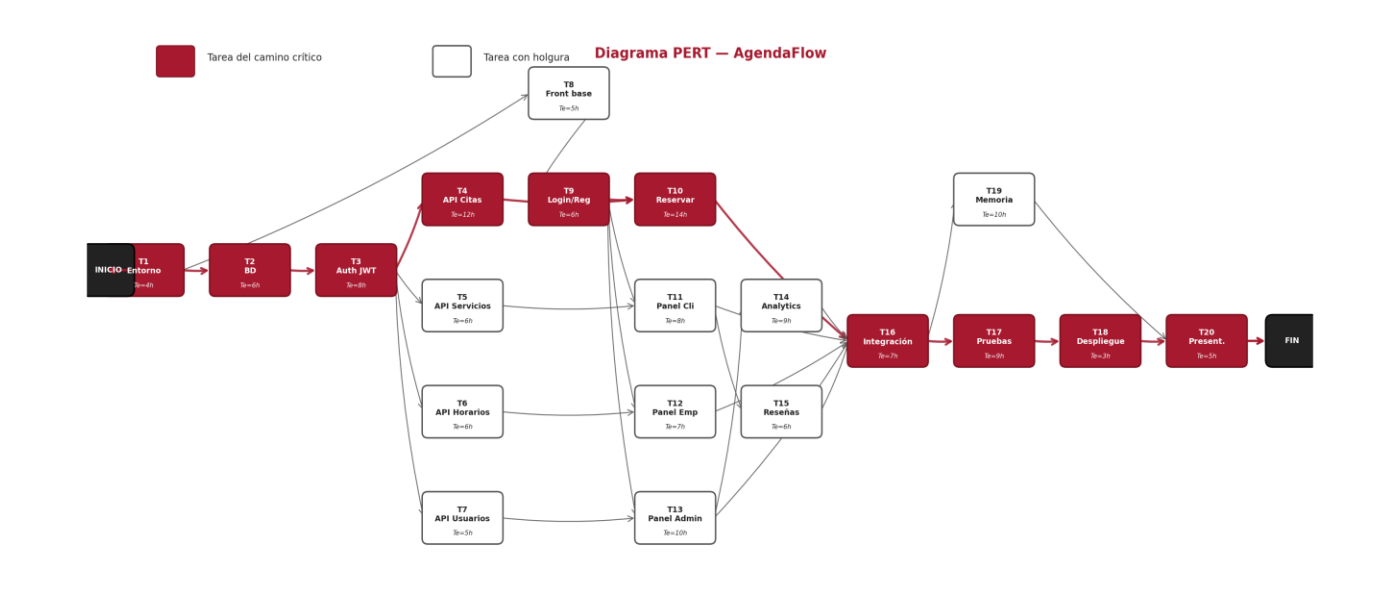 Tarea del camino crítico
Tarea con holgura
Diagrama PERT — AgendaFlow
T8
Front base
Te=5h
T4
API Citas
Te=12h
T9
Login/Reg
Te=6h
T10
Reservar
Te=14h
T19
Memoria
Te=10h
INICIO
T1
Entorno
Te=4h
T2
BD
Te=6h
T3
Auth JWT
Te=8h
T5
API Servicios
Te=6h
T11
Panel Cli
Te=8h
T14
Analytics
Te=9h
T16
Integración
Te=7h
T17
Pruebas
Te=9h
T18
Despliegue
Te=3h
T20
Present.
Te=5h
FIN
T6
API Horarios
Te=6h
T12
Panel Emp
Te=7h
T15
Reseñas
Te=6h
T7
API Usuarios
Te=5h
T13
Panel Admin
Te=10h